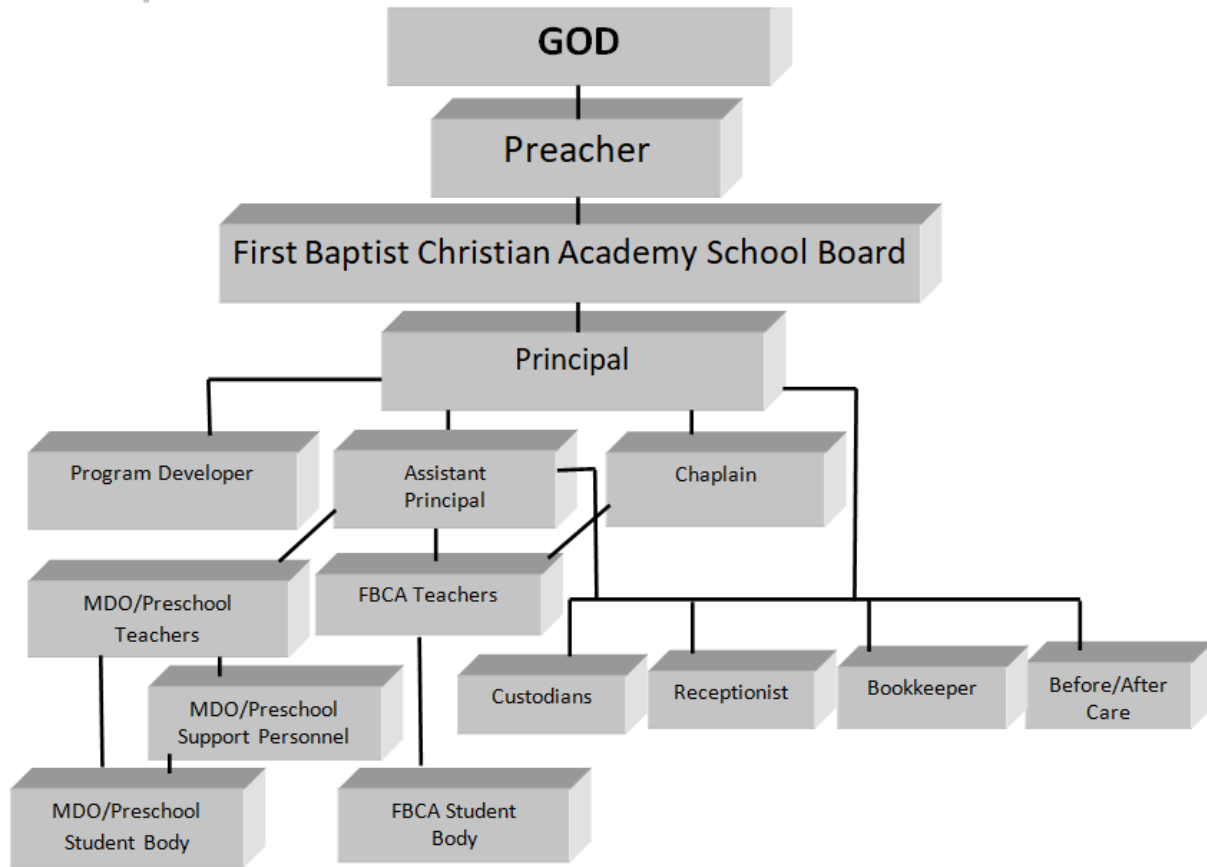 GOD
Preacher
First Baptist Christian Academy School Board
Principal
Program Developer
Assistant
Principal
Chaplain
MDO/Preschool
Teachers
FBCA Teachers
Custodians
Receptionist
Bookkeeper
Before/After
Care
MDO/Preschool
Support Personnel
MDO/Preschool
Student Body
FBCA Student
Body